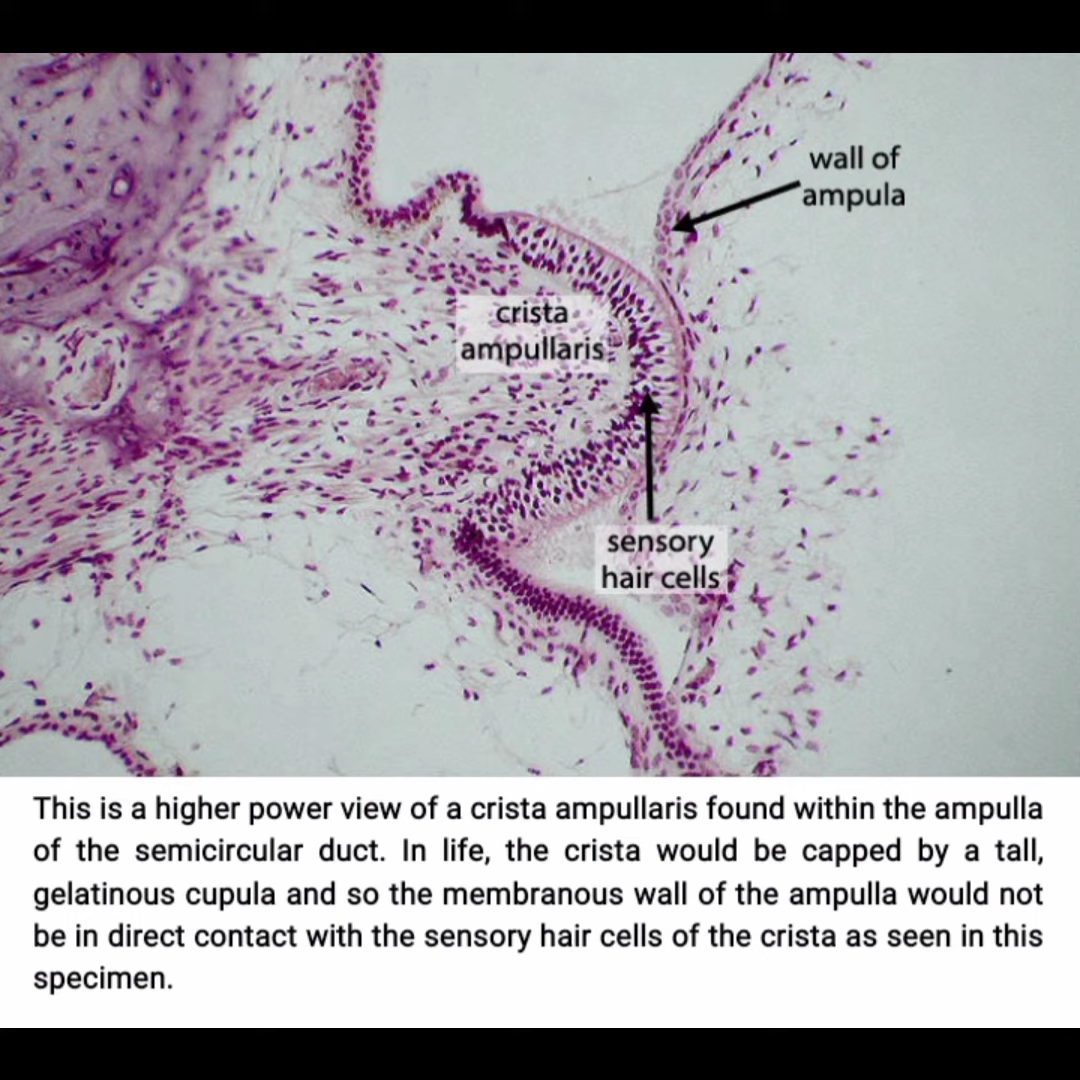 wall of
ampula
crista
ampullaris
sensory
hair cells
This is a higher power view of a crista ampullaris found within the ampulla
of the semicircular duct. In life, the crista would be capped by a tall,
gelatinous cupula and so the membranous wall of the ampulla would not
be in direct contact with the sensory hair cells of the crista as seen in this
specimen.